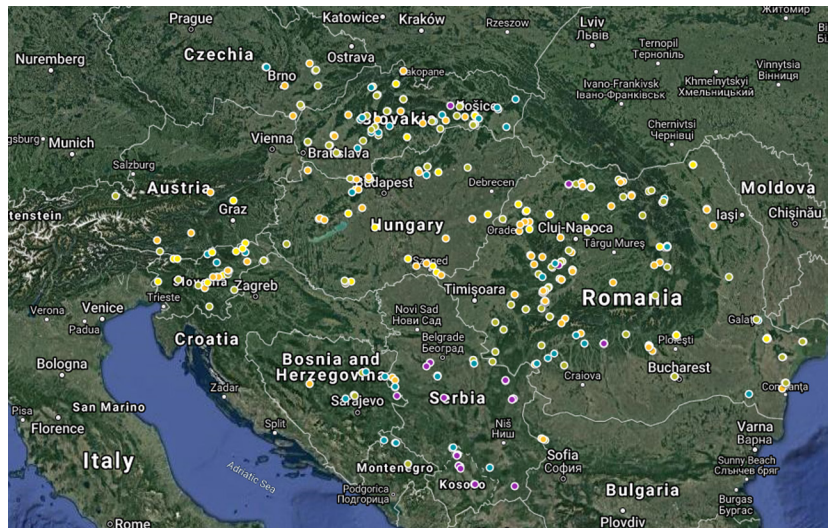 Prague
Katowice
Kraków
Rzeszow
Lviv
Львів
Житомир
Nuremberg
Czechia
Ostrava
Ternopil
Тернопіль
Vinnytsia
Вінниця
Brno
Ivano-Frankivsk
Івано-Франківськ
Khmelnytskyi
Хмельницький
Košice
Slovakia
Chernivtsi
Чернівці
Munich
Vienna
Bratislava
Salzburg
Austria
Budapest
Debrecen
Moldova
Graz
Iași
Chișinău
Hungary
Oradea
Cluj-Napoca
Târgu Mureș
Szeged
Slovenia
Zagreb
Timișoara
Romania
Verona
Venice
Trieste
Padua
Novi Sad
Нови Сад
Galați
Croatia
Belgrade
Београд
Ploiești
Bologna
Bosnia and
Herzegovina
Bucharest
Zadar
Craiova
Constanța
San Marino
Sarajevo
Serbia
Pisa
Florence
Split
Niš
Ниш
Varna
Варна
Italy
Adriatic Sea
Montenegro
Sofia
София
Sunny Beach
Слънчев бряг
Podgorica
Подгорица
Kosovo
Bulgaria
Burgas
Бургас
Rome
Plovdiv